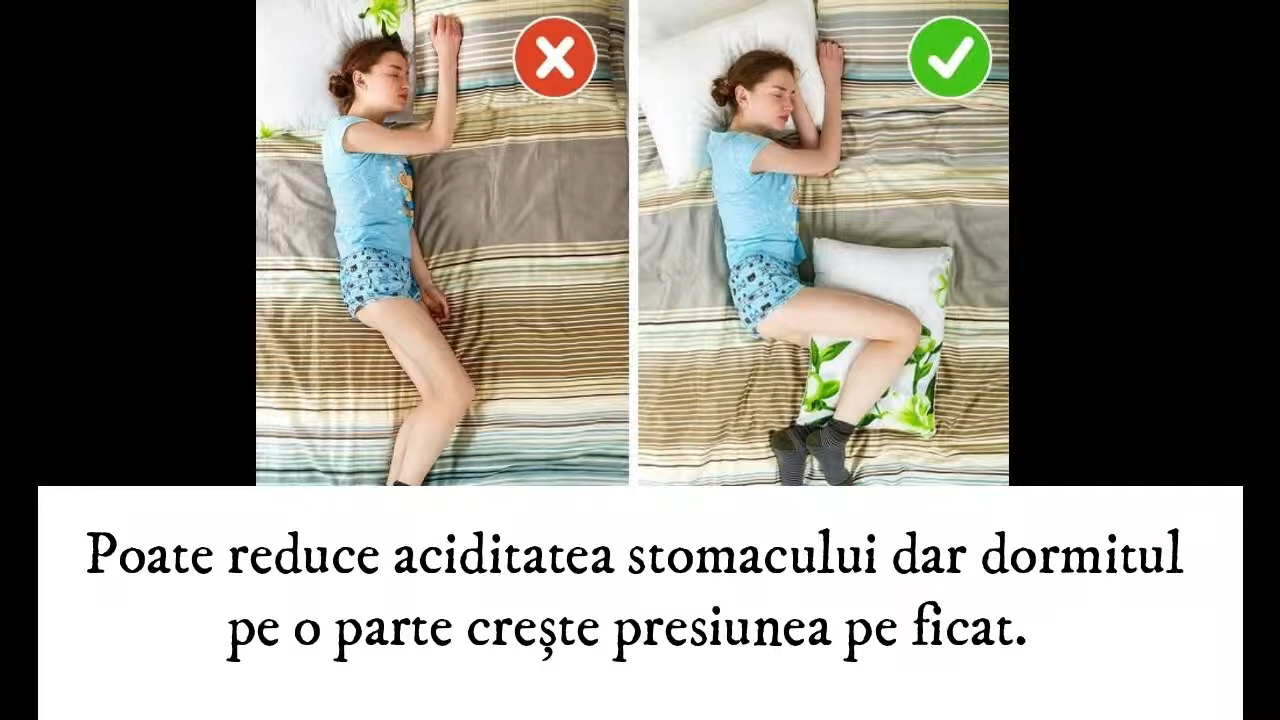 Poate reduce aciditatea stomacului dar dormitul
pe o parte crește presiunea pe ficat.